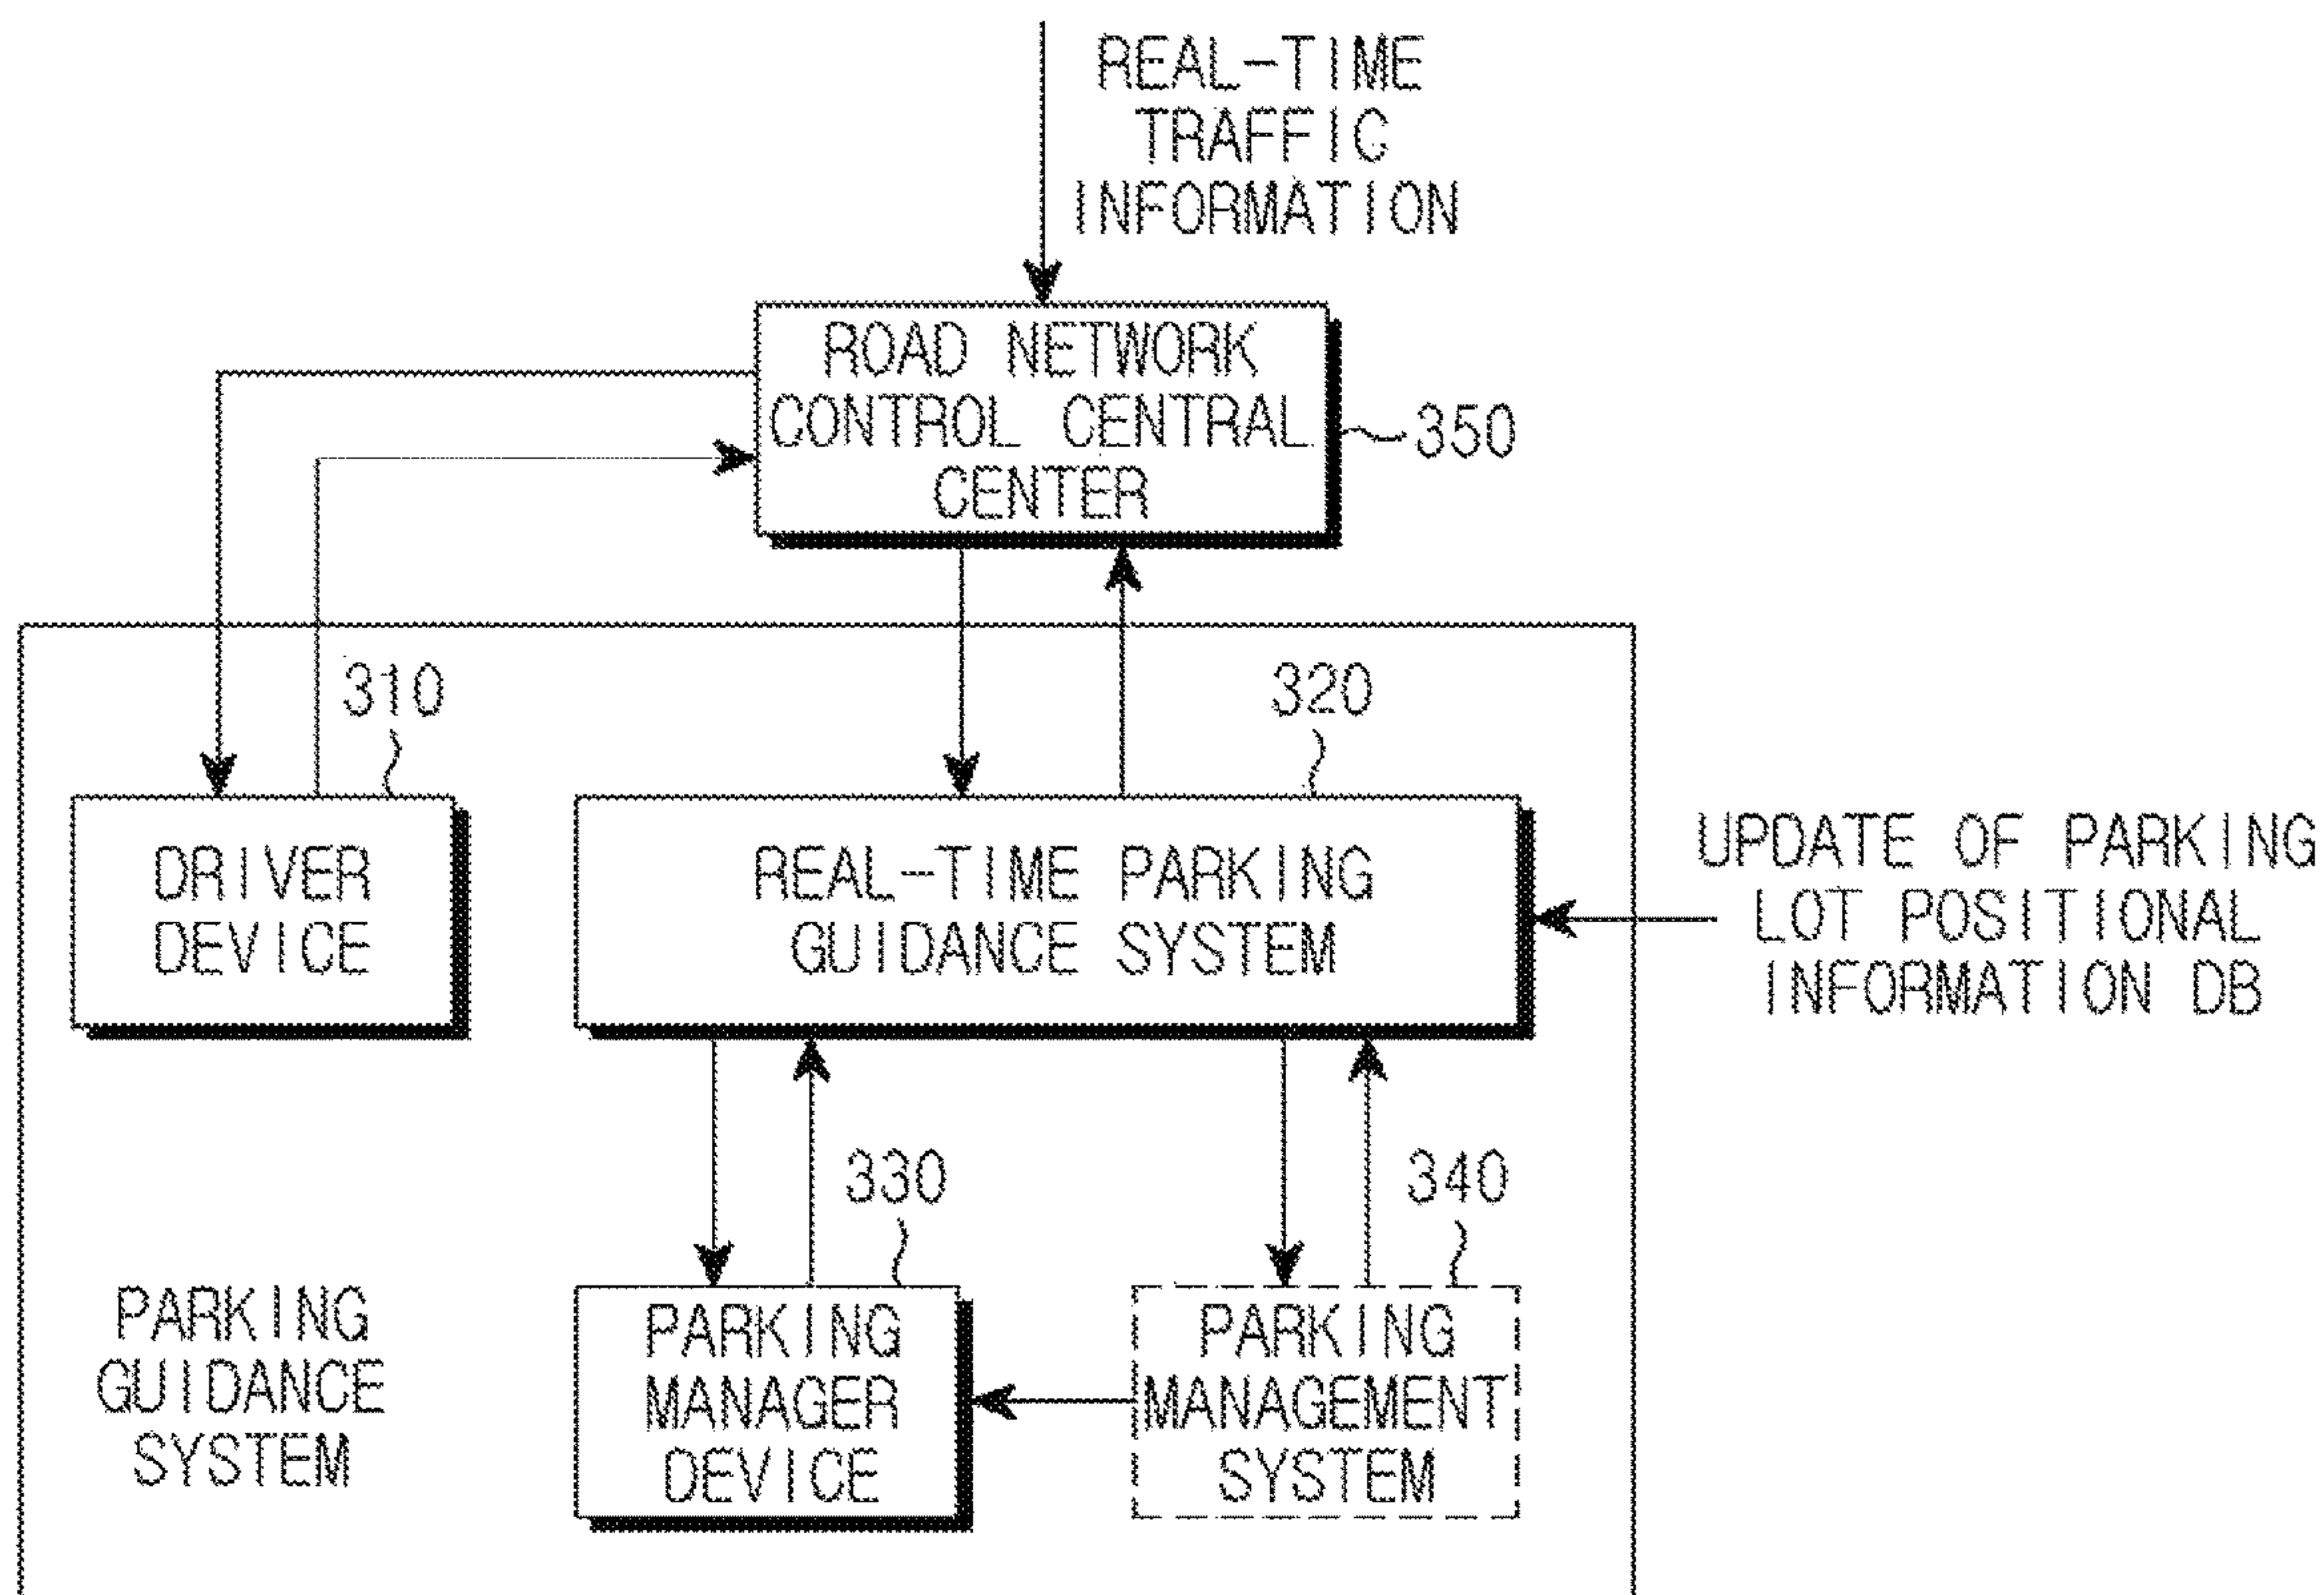 REAL-TIME
TRAFFIC
INFORMATION
ROAD NETWORK
CONTROL CENTRAL
CENTER
350
310
320
DRIVER
DEVICE
REAL-TIME PARKING
GUIDANCE SYSTEM
UPDATE OF PARKING
LOT POSITIONAL
INFORMATION DB
330
340
PARKING
GUIDANCE
SYSTEM
PARKING
MANAGER
DEVICE
PARKING
MANAGEMENT
SYSTEM